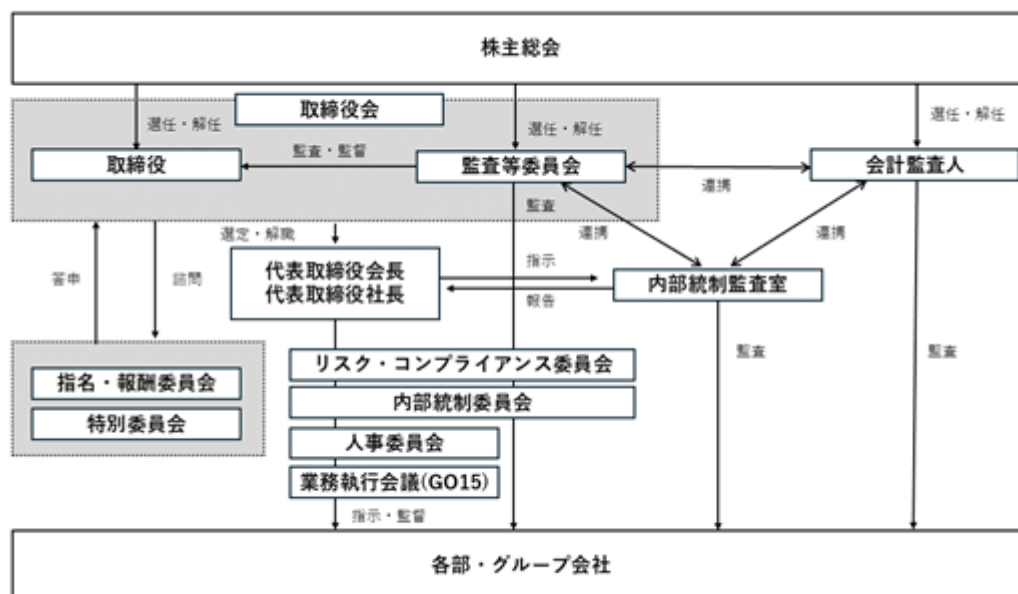 株主総会
取締役会
選任・解任
選任・解任
選任・解任
取締役
監査・監督
監査等委員会
会計監査人
連携
監査
選定・解職
連携
連携
答申
諮問
代表取締役会長
代表取締役社長
指示
報告
内部統制監査室
リスク・コンプライアンス委員会
監査
監査
指名・報酬委員会
内部統制委員会
特別委員会
人事委員会
業務執行会議(GO15)
指示・監督
各部・グループ会社